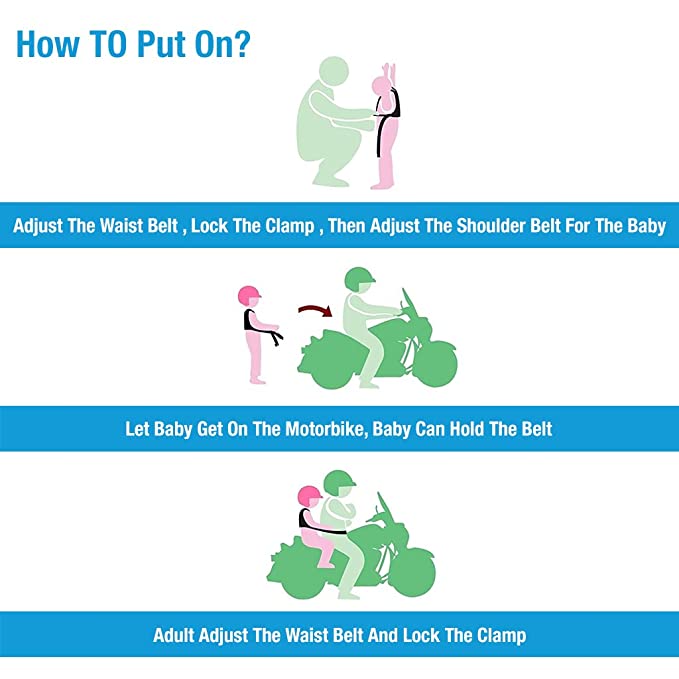 How TO Put On?
Adjust The Waist Belt , Lock The Clamp , Then Adjust The Shoulder Belt For The Baby
Let Baby Get On The Motorbike, Baby Can Hold The Belt
Adult Adjust The Waist Belt And Lock The Clamp